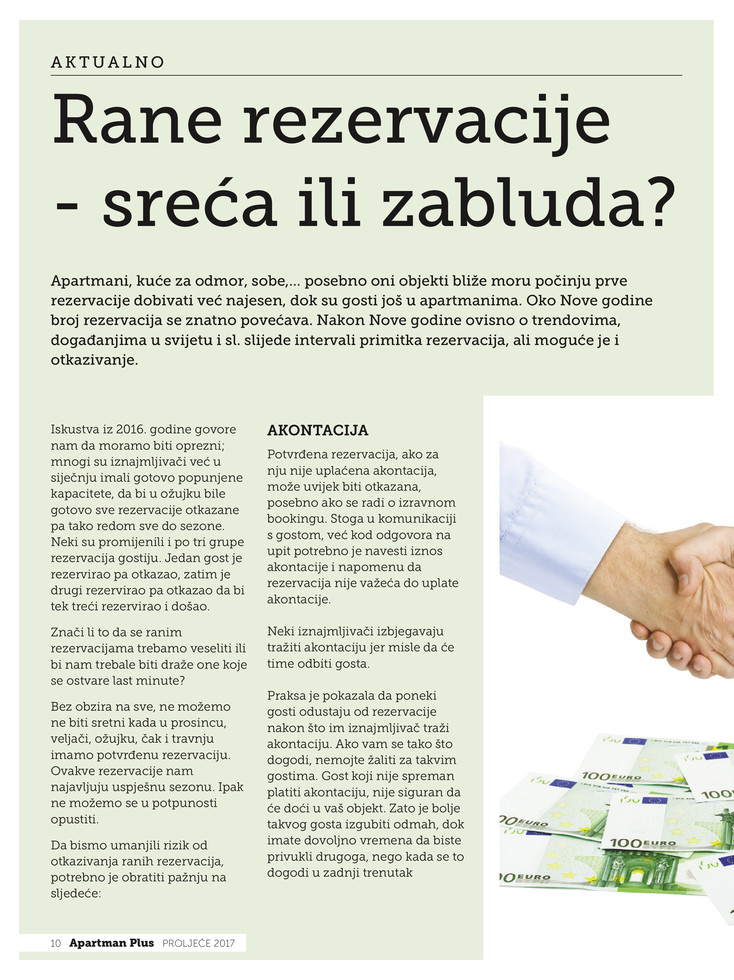 AKTUALNO
Rane rezervacije
- sreća ili zabluda?
Apartmani, kuće za odmor, sobe,... posebno oni objekti bliže moru počinju prve
rezervacije dobivati već najesen, dok su gosti još u apartmanima. Oko Nove godine
broj rezervacija se znatno povećava. Nakon Nove godine ovisno o trendovima,
događanjima u svijetu i sl. slijede intervali primitka rezervacija, ali moguće je i
otkazivanje.
Iskustva iz 2016. godine govore
nam da moramo biti oprezni;
mnogi su iznajmljivači već u
siječnju imali gotovo popunjene
kapacitete, da bi u ožujku bile
gotovo sve rezervacije otkazane
pa tako redom sve do sezone.
Neki su promijenili i po tri grupe
rezervacija gostiju. Jedan gost je
rezervirao pa otkazao, zatim je
drugi rezervirao pa otkazao da bi
tek treći rezervirao i došao.
Znači li to da se ranim
rezervacijama trebamo veseliti ili
bi nam trebale biti draže one koje
se ostvare last minute?
Bez obzira na sve, ne možemo
ne biti sretni kada u prosincu,
veljači, ožujku, čak i travnju
imamo potvrđenu rezervaciju.
Ovakve rezervacije nam
najavljuju uspješnu sezonu. Ipak
ne možemo se u potpunosti
opustiti.
Da bismo umanjili rizik od
otkazivanja ranih rezervacija,
potrebno je obratiti pažnju na
sljedeće:
AKONTACIJA
Potvrđena rezervacija, ako za
nju nije uplaćena akontacija,
može uvijek biti otkazana,
posebno ako se radi o izravnom
bookingu. Stoga u komunikaciji
s gostom, već kod odgovora na
upit potrebno je navesti iznos
akontacije i napomenu da
rezervacija nije važeća do uplate
akontacije.
Neki iznajmljivači izbjegavaju
tražiti akontaciju jer misle da će
time odbiti gosta.
Praksa je pokazala da poneki
gosti odustaju od rezervacije
nakon što im iznajmljivač traži
akontaciju. Ako vam se tako što
dogodi, nemojte žaliti za takvim
gostima. Gost koji nije spreman
platiti akontaciju, nije siguran da
će doći u vaš objekt. Zato je bolje
takvog gosta izgubiti odmah, dok
imate dovoljno vremena da biste
privukli drugoga, nego kada se to
dogodi u zadnji trenutak
100 EURO
100
100 EURO
100 EURO
10 Apartman Plus PROLJEĆE 2017